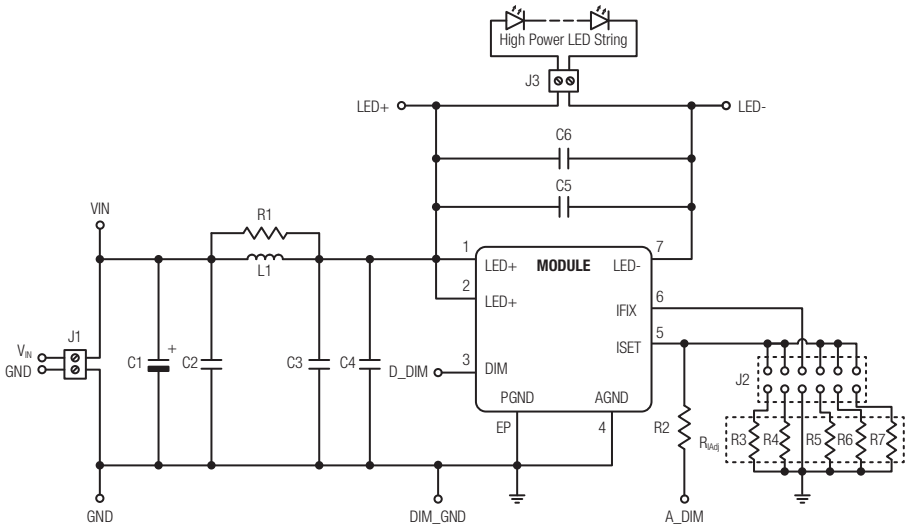 High Power LED String
J3
LED+
LED-
C6
C5
VIN
R1
L1
1
LED+
MODULE
LED-
7
2
LED+
IFIX
6
ISET
5
J1
VIN
GND
C1
+
C2
C3
C4
D_DIM
3
DIM
PGND
AGND
EP
4
R2
RIAdj
J2
R3
R4
R5
R6
R7
GND
DIM_GND
A_DIM